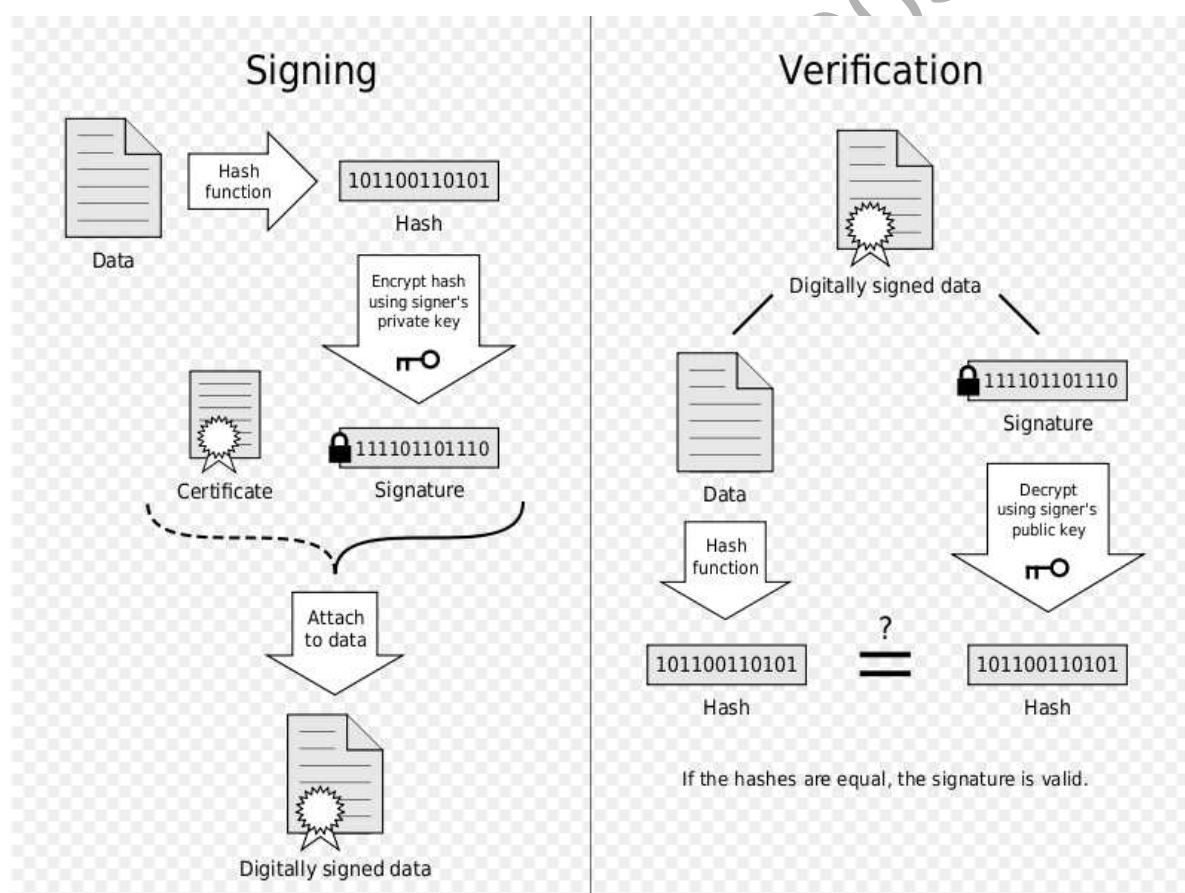 Signing
Hash
function
101100110101
Hash
Data
Encrypt hash
using signer's
private key
111101101110
Certificate
Signature
Attach
to data
Digitally signed data
Verification
Digitally signed data
111101101110
Signature
Data
Decrypt
using signer's
public key
Hash
function
?
101100110101
101100110101
Hash
Hash
If the hashes are equal, the signature is valid.